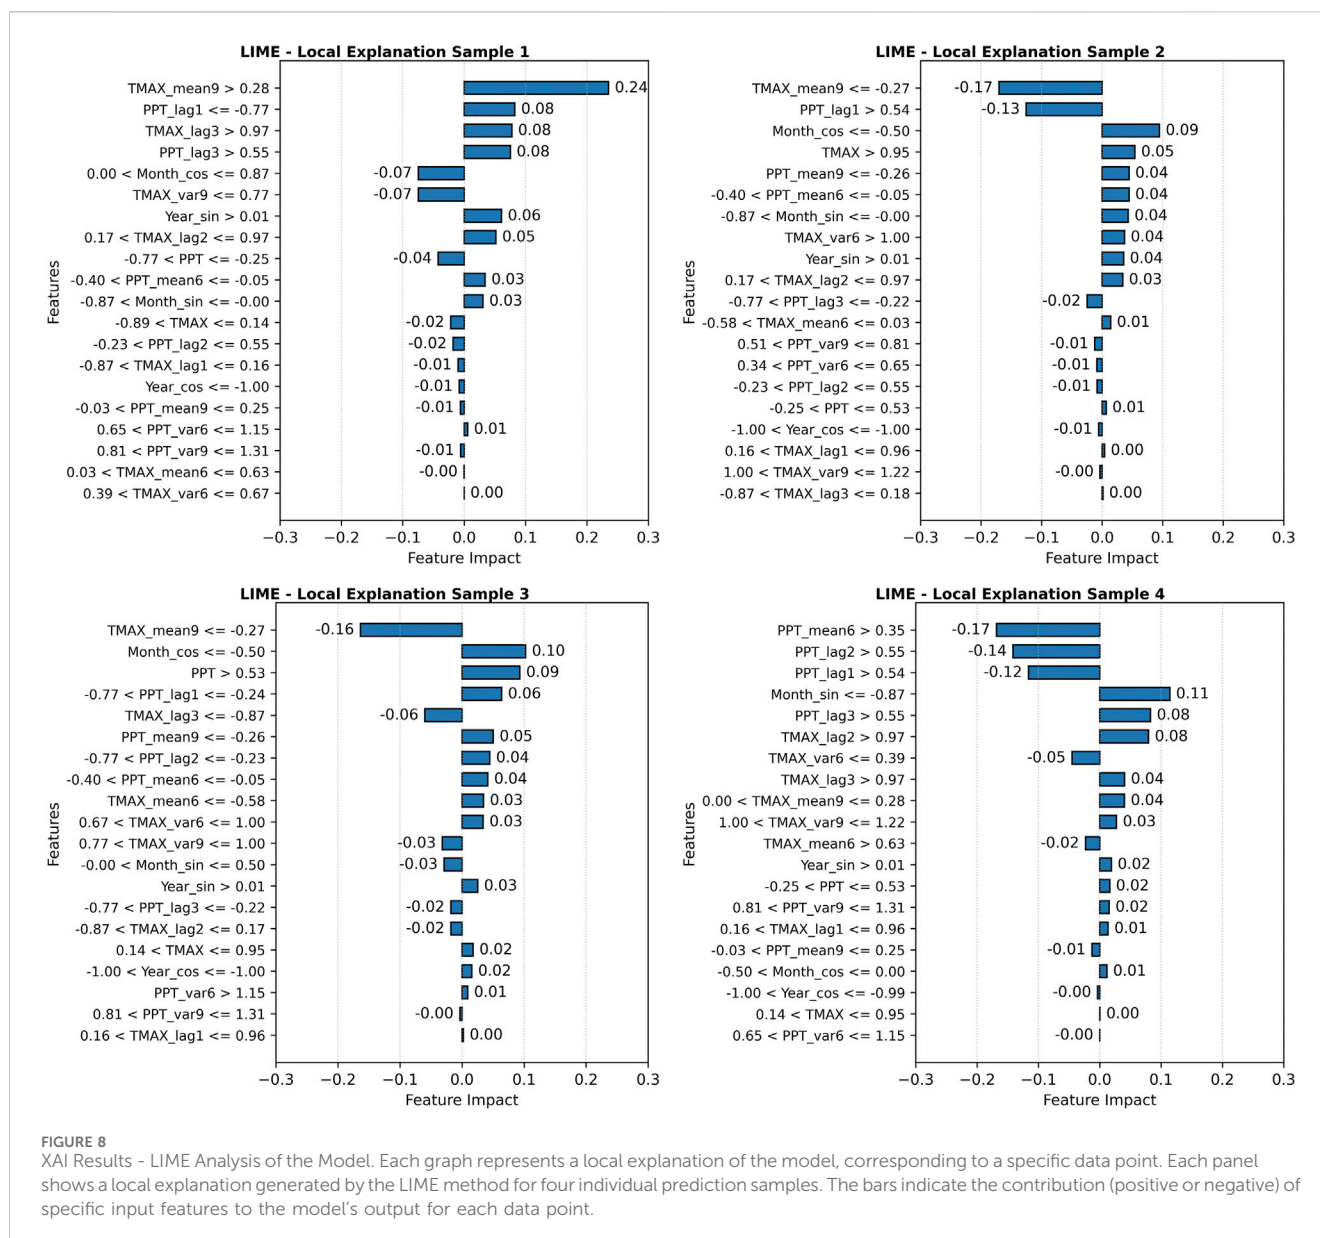 LIME - Local Explanation Sample 1
TMAX_mean9 > 0.28
0.24
PPT_lag1 <= -0.77
0.08
TMAX_lag3 > 0.97
0.08
PPT_lag3 > 0.55
0.08
0.00 < Month_cos <= 0.87
-0.07
TMAX_var9 <= 0.77
-0.07
Year_sin > 0.01
0.06
0.17 < TMAX_lag2 <= 0.97
0.05
-0.77 < PPT <= -0.25
-0.04
-0.40 < PPT_mean6 <= -0.05
0.03
-0.87 < Month_sin <= -0.00
0.03
-0.89 < TMAX <= 0.14
-0.02
-0.23 < PPT_lag2 <= 0.55
-0.02
-0.87 < TMAX_lag1 <= 0.16
-0.01
Year_cos <= -1.00
-0.01
-0.03 < PPT_mean9 <= 0.25
-0.01
0.65 < PPT_var6 <= 1.15
0.01
0.81 < PPT_var9 <= 1.31
-0.01
0.03 < TMAX_mean6 <= 0.63
-0.00
0.39 < TMAX_var6 <= 0.67
0.00
Features
−0.3 −0.2 −0.1 0.0 0.1 0.2 0.3
Feature Impact
LIME - Local Explanation Sample 2
TMAX_mean9 <= -0.27
-0.17
PPT_lag1 > 0.54
-0.13
Month_cos <= -0.50
0.09
TMAX > 0.95
0.05
PPT_mean9 <= -0.26
0.04
-0.40 < PPT_mean6 <= -0.05
0.04
-0.87 < Month_sin <= -0.00
0.04
TMAX_var6 > 1.00
0.04
Year_sin > 0.01
0.04
0.17 < TMAX_lag2 <= 0.97
0.03
-0.77 < PPT_lag3 <= -0.22
-0.02
-0.58 < TMAX_mean6 <= 0.03
0.01
0.51 < PPT_var9 <= 0.81
-0.01
0.34 < PPT_var6 <= 0.65
-0.01
-0.23 < PPT_lag2 <= 0.55
-0.01
-0.25 < PPT <= 0.53
0.01
-1.00 < Year_cos <= -1.00
-0.01
0.16 < TMAX_lag1 <= 0.96
0.00
1.00 < TMAX_var9 <= 1.22
-0.00
-0.87 < TMAX_lag3 <= 0.18
0.00
Features
−0.3 −0.2 −0.1 0.0 0.1 0.2 0.3
Feature Impact
LIME - Local Explanation Sample 3
TMAX_mean9 <= -0.27
-0.16
Month_cos <= -0.50
0.10
PPT > 0.53
0.09
-0.77 < PPT_lag1 <= -0.24
0.06
TMAX_lag3 <= -0.87
-0.06
PPT_mean9 <= -0.26
0.05
-0.77 < PPT_lag2 <= -0.23
0.04
-0.40 < PPT_mean6 <= -0.05
0.04
TMAX_mean6 <= -0.58
0.03
0.67 < TMAX_var6 <= 1.00
0.03
0.77 < TMAX_var9 <= 1.00
-0.03
-0.00 < Month_sin <= 0.50
-0.03
Year_sin > 0.01
0.03
-0.77 < PPT_lag3 <= -0.22
-0.02
-0.87 < TMAX_lag2 <= 0.17
-0.02
0.14 < TMAX <= 0.95
0.02
-1.00 < Year_cos <= -1.00
0.02
PPT_var6 > 1.15
0.01
0.81 < PPT_var9 <= 1.31
-0.00
0.16 < TMAX_lag1 <= 0.96
0.00
Features
−0.3 −0.2 −0.1 0.0 0.1 0.2 0.3
Feature Impact
LIME - Local Explanation Sample 4
PPT_mean6 > 0.35
-0.17
PPT_lag2 > 0.55
-0.14
PPT_lag1 > 0.54
-0.12
Month_sin <= -0.87
0.11
PPT_lag3 > 0.55
0.08
TMAX_lag2 > 0.97
0.08
TMAX_var6 <= 0.39
-0.05
TMAX_lag3 > 0.97
0.04
0.00 < TMAX_mean9 <= 0.28
0.04
1.00 < TMAX_var9 <= 1.22
0.03
TMAX_mean6 > 0.63
-0.02
Year_sin > 0.01
0.02
-0.25 < PPT <= 0.53
0.02
0.81 < PPT_var9 <= 1.31
0.02
0.16 < TMAX_lag1 <= 0.96
0.01
-0.03 < PPT_mean9 <= 0.25
-0.01
-0.50 < Month_cos <= 0.00
0.01
-1.00 < Year_cos <= -0.99
-0.00
0.14 < TMAX <= 0.95
0.00
0.65 < PPT_var6 <= 1.15
-0.00
Features
−0.3 −0.2 −0.1 0.0 0.1 0.2 0.3
Feature Impact
FIGURE 8
XAI Results - LIME Analysis of the Model. Each graph represents a local explanation of the model, corresponding to a specific data point. Each panel
shows a local explanation generated by the LIME method for four individual prediction samples. The bars indicate the contribution (positive or negative) of
specific input features to the model’s output for each data point.